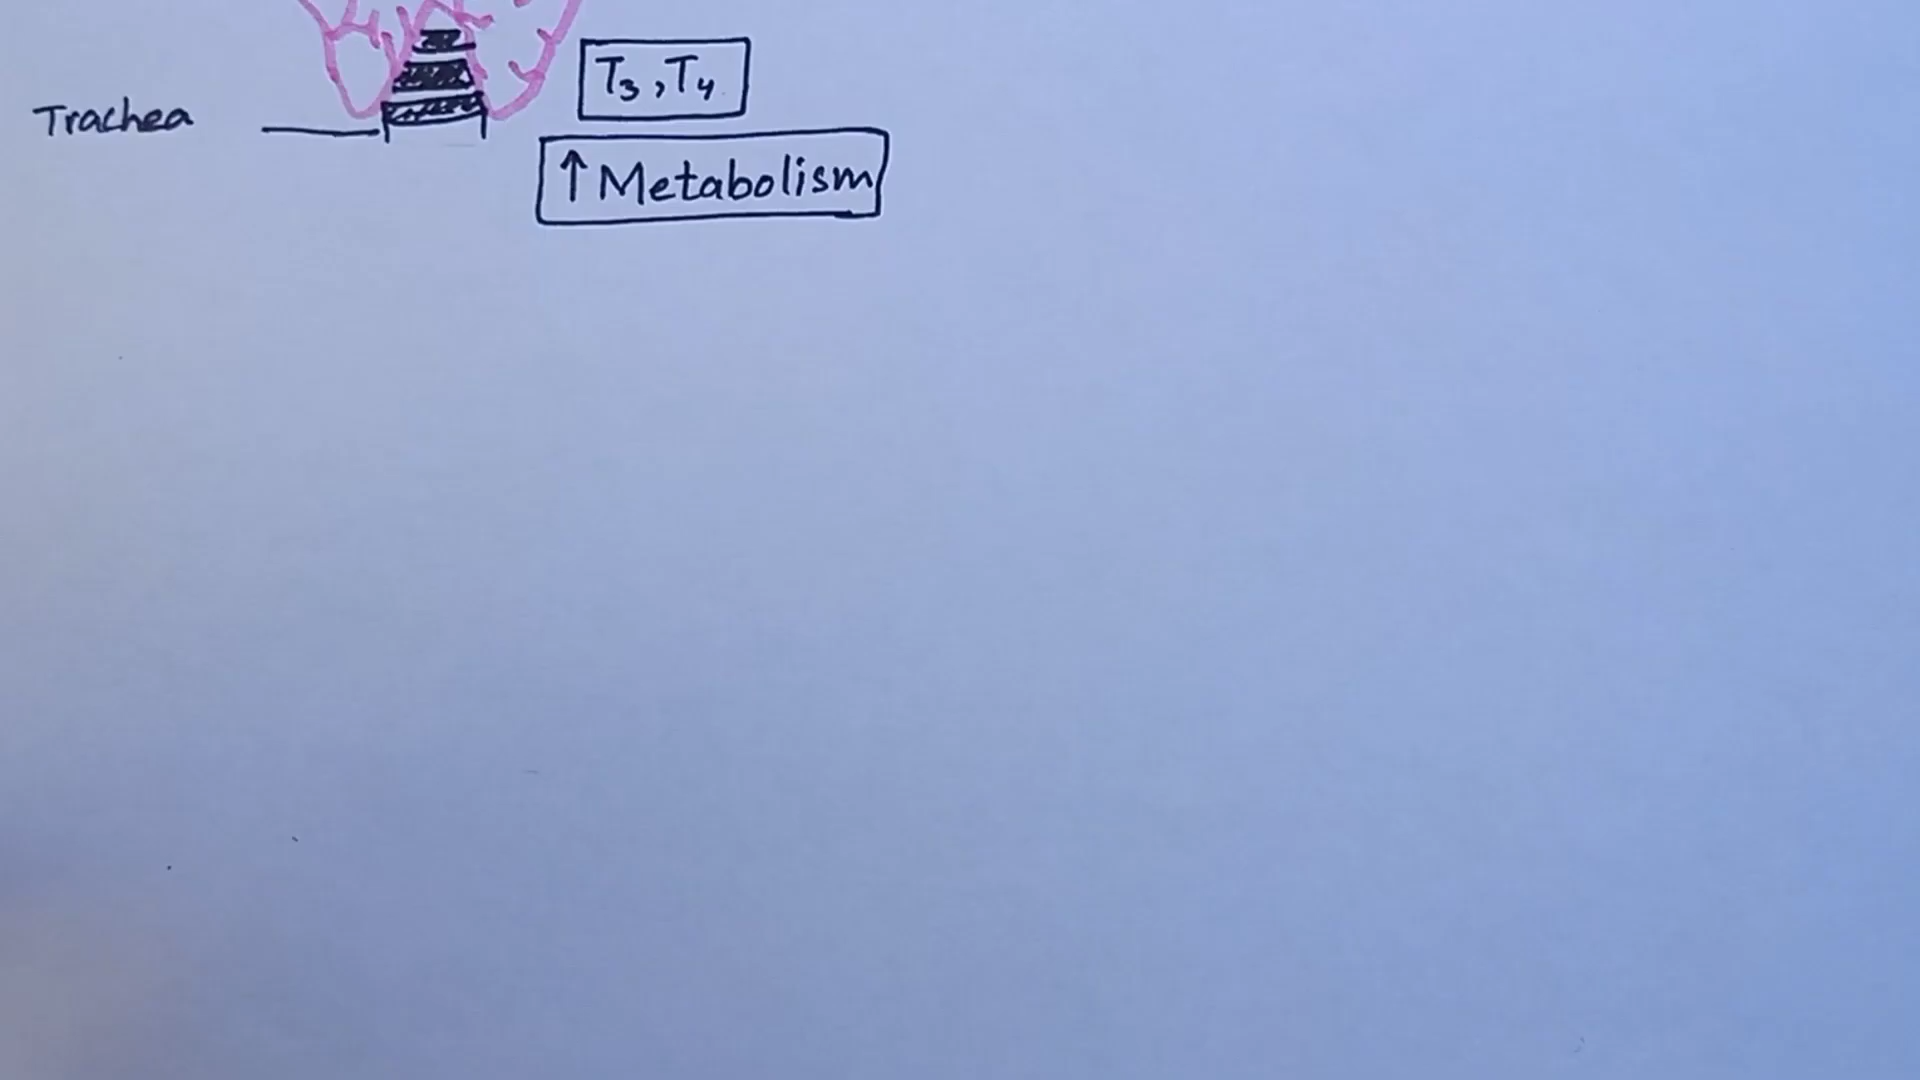 T3, T4
Trachea
↑ Metabolism